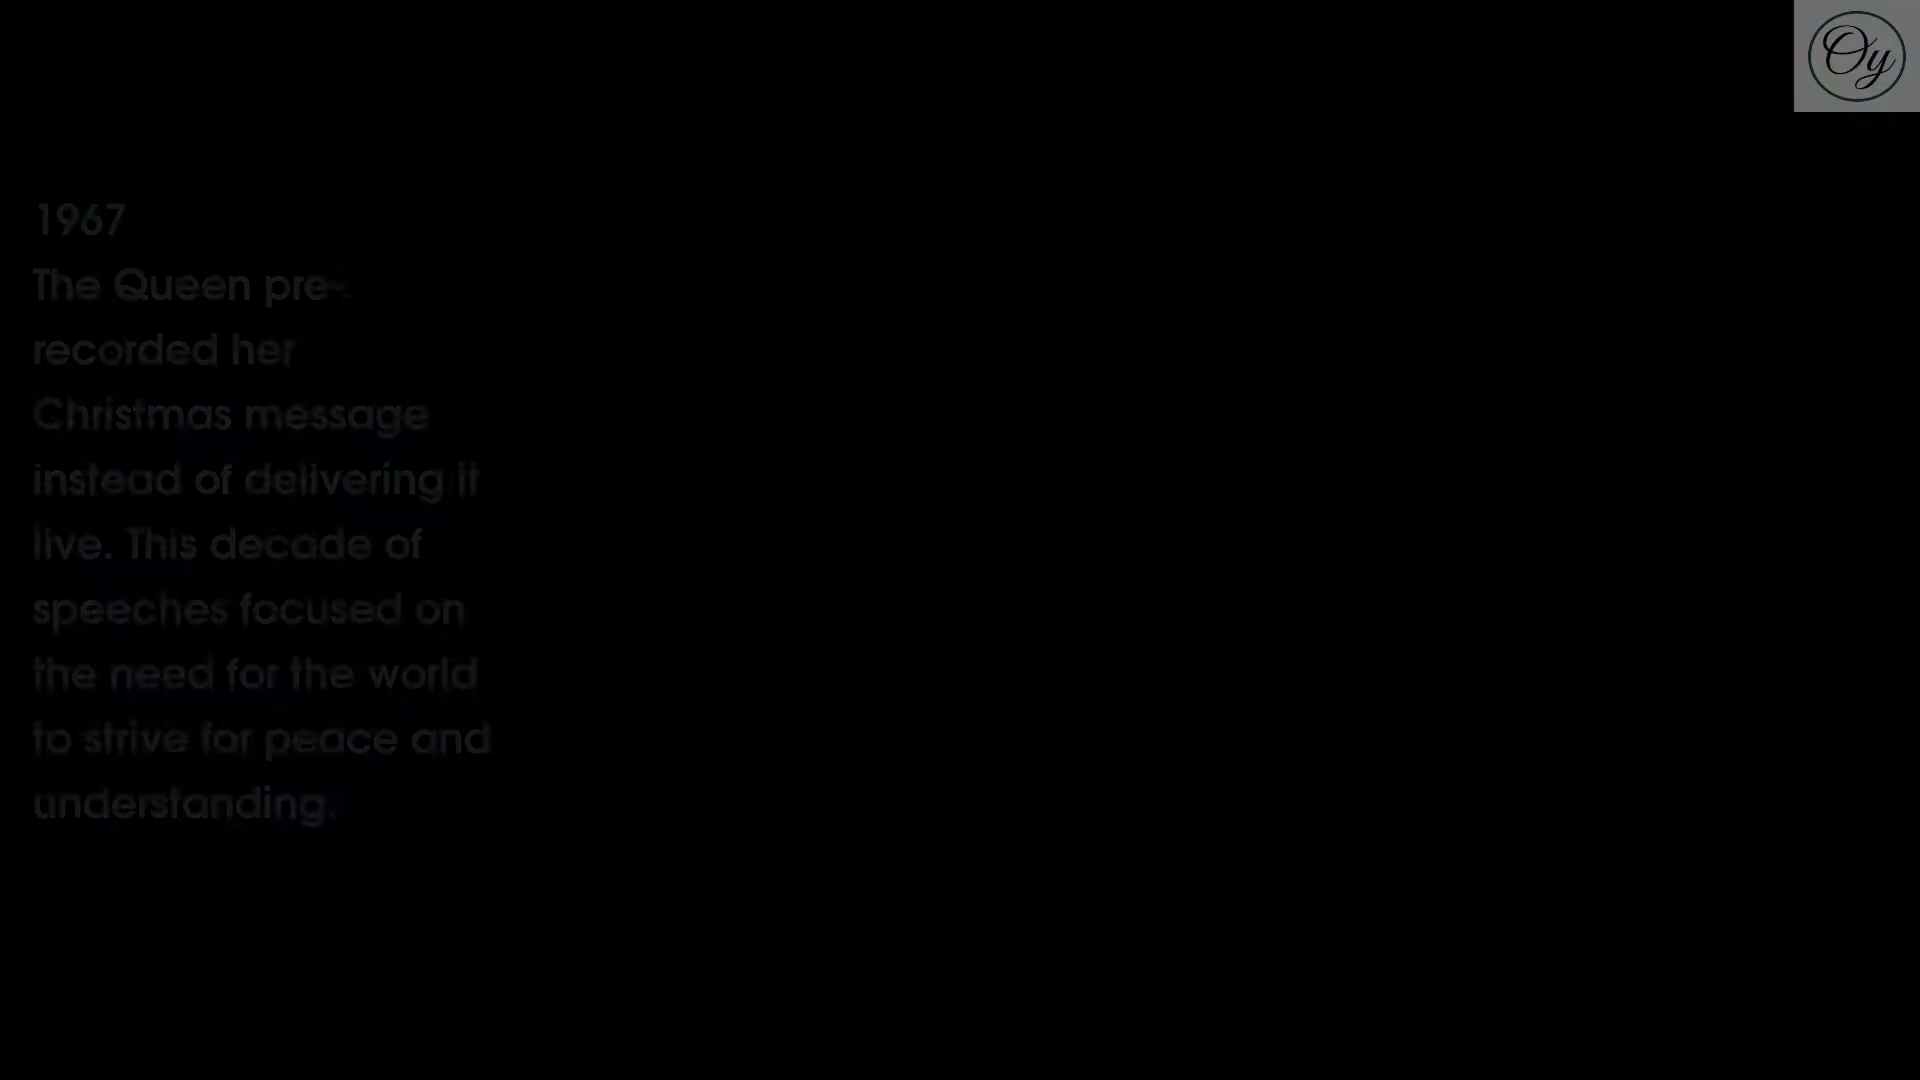 Oy
1967
The Queen pre-
recorded her
Christmas message
instead of delivering it
live. This decade of
speeches focused on
the need for the world
to strive for peace and
understanding.